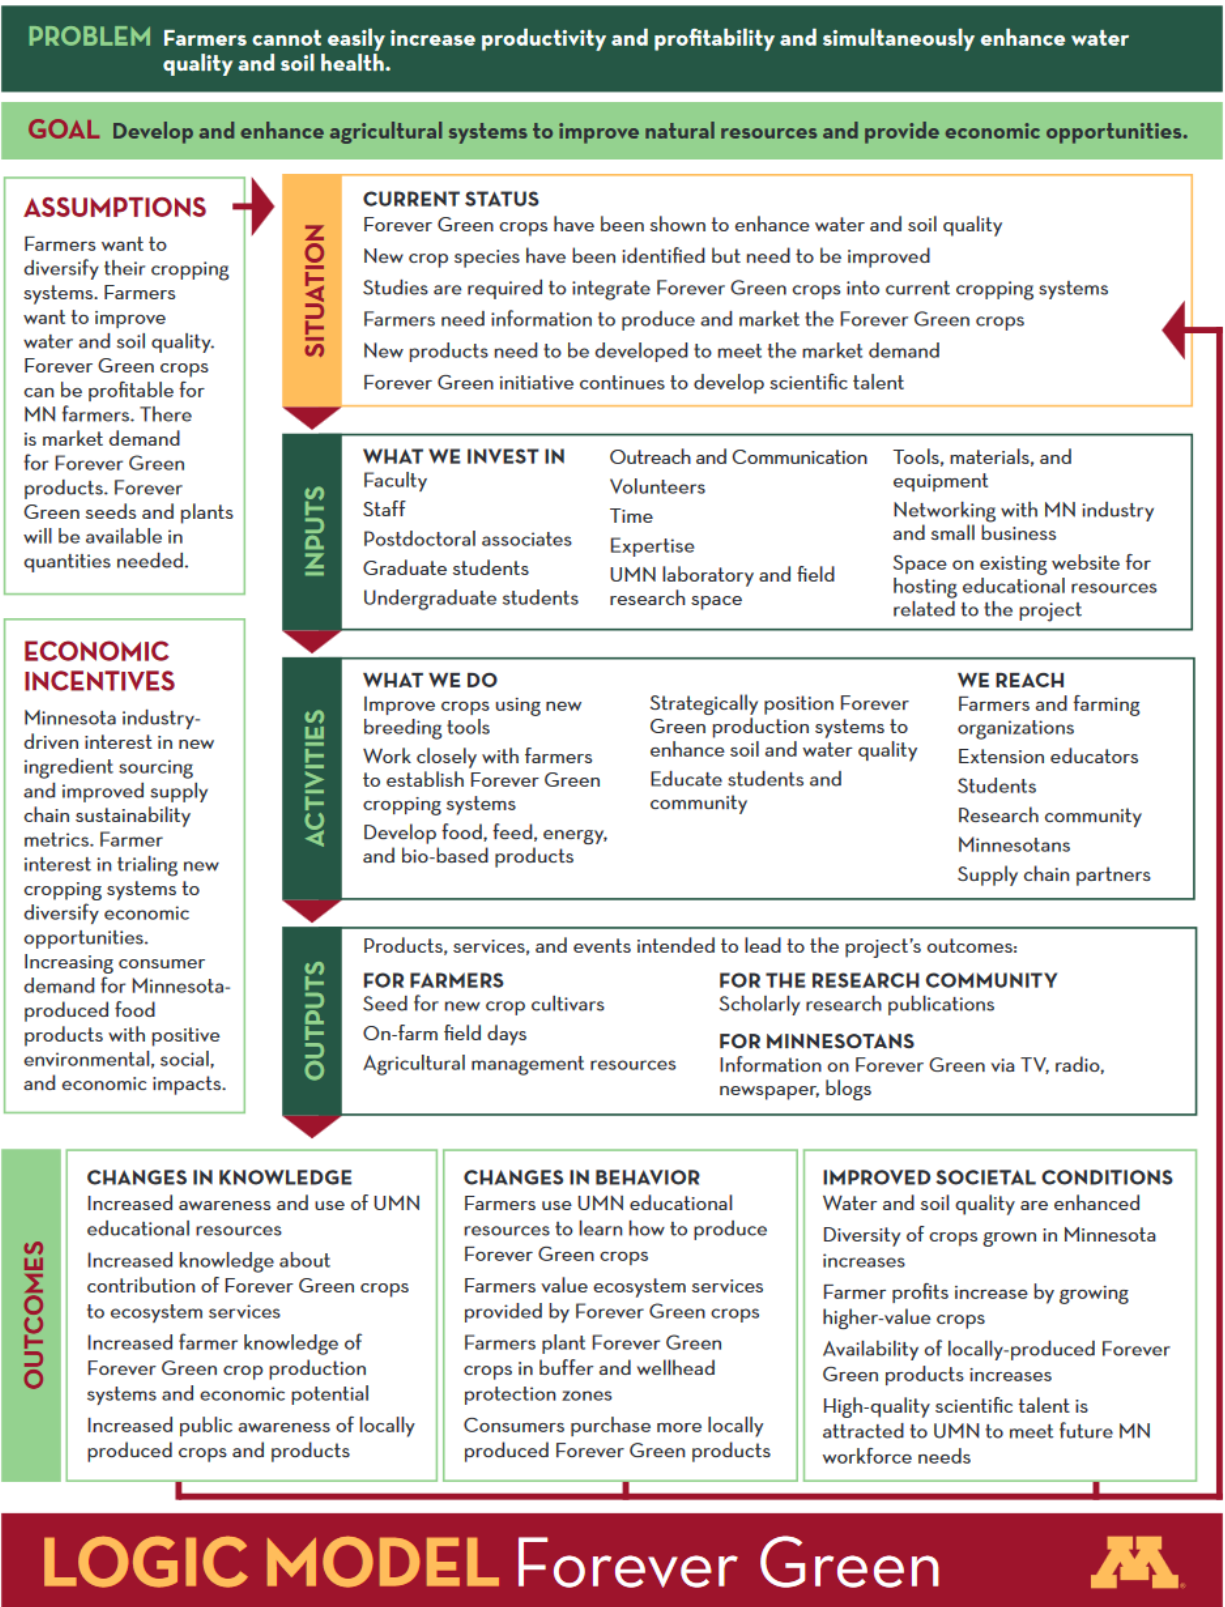 PROBLEM Farmers cannot easily increase productivity and profitability and simultaneously enhance water
quality and soil health.
GOAL Develop and enhance agricultural systems to improve natural resources and provide economic opportunities.
ASSUMPTIONS
Farmers want to
diversify their cropping
systems. Farmers
want to improve
water and soil quality.
Forever Green crops
can be profitable for
MN farmers. There
is market demand
for Forever Green
products. Forever
Green seeds and plants
will be available in
quantities needed.
ECONOMIC
INCENTIVES
Minnesota industry-
driven interest in new
ingredient sourcing
and improved supply
chain sustainability
metrics. Farmer
interest in trialing new
cropping systems to
diversify economic
opportunities.
Increasing consumer
demand for Minnesota-
produced food
products with positive
environmental, social,
and economic impacts.
SITUATION
CURRENT STATUS
Forever Green crops have been shown to enhance water and soil quality
New crop species have been identified but need to be improved
Studies are required to integrate Forever Green crops into current cropping systems
Farmers need information to produce and market the Forever Green crops
New products need to be developed to meet the market demand
Forever Green initiative continues to develop scientific talent
INPUTS
WHAT WE INVEST IN
Faculty
Staff
Postdoctoral associates
Graduate students
Undergraduate students
Outreach and Communication
Volunteers
Time
Expertise
UMN laboratory and field
research space
Tools, materials, and
equipment
Networking with MN industry
and small business
Space on existing website for
hosting educational resources
related to the project
ACTIVITIES
WHAT WE DO
Improve crops using new
breeding tools
Work closely with farmers
to establish Forever Green
cropping systems
Develop food, feed, energy,
and bio-based products
Strategically position Forever
Green production systems to
enhance soil and water quality
Educate students and
community
WE REACH
Farmers and farming
organizations
Extension educators
Students
Research community
Minnesotans
Supply chain partners
OUTPUTS
Products, services, and events intended to lead to the project's outcomes:
FOR FARMERS
Seed for new crop cultivars
On-farm field days
Agricultural management resources
FOR THE RESEARCH COMMUNITY
Scholarly research publications
FOR MINNESOTANS
Information on Forever Green via TV, radio,
newspaper, blogs
OUTCOMES
CHANGES IN KNOWLEDGE
Increased awareness and use of UMN
educational resources
Increased knowledge about
contribution of Forever Green crops
to ecosystem services
Increased farmer knowledge of
Forever Green crop production
systems and economic potential
Increased public awareness of locally
produced crops and products
CHANGES IN BEHAVIOR
Farmers use UMN educational
resources to learn how to produce
Forever Green crops
Farmers value ecosystem services
provided by Forever Green crops
Farmers plant Forever Green
crops in buffer and wellhead
protection zones
Consumers purchase more locally
produced Forever Green products
IMPROVED SOCIETAL CONDITIONS
Water and soil quality are enhanced
Diversity of crops grown in Minnesota
increases
Farmer profits increase by growing
higher-value crops
Availability of locally-produced Forever
Green products increases
High-quality scientific talent is
attracted to UMN to meet future MN
workforce needs
LOGIC MODEL Forever Green
M